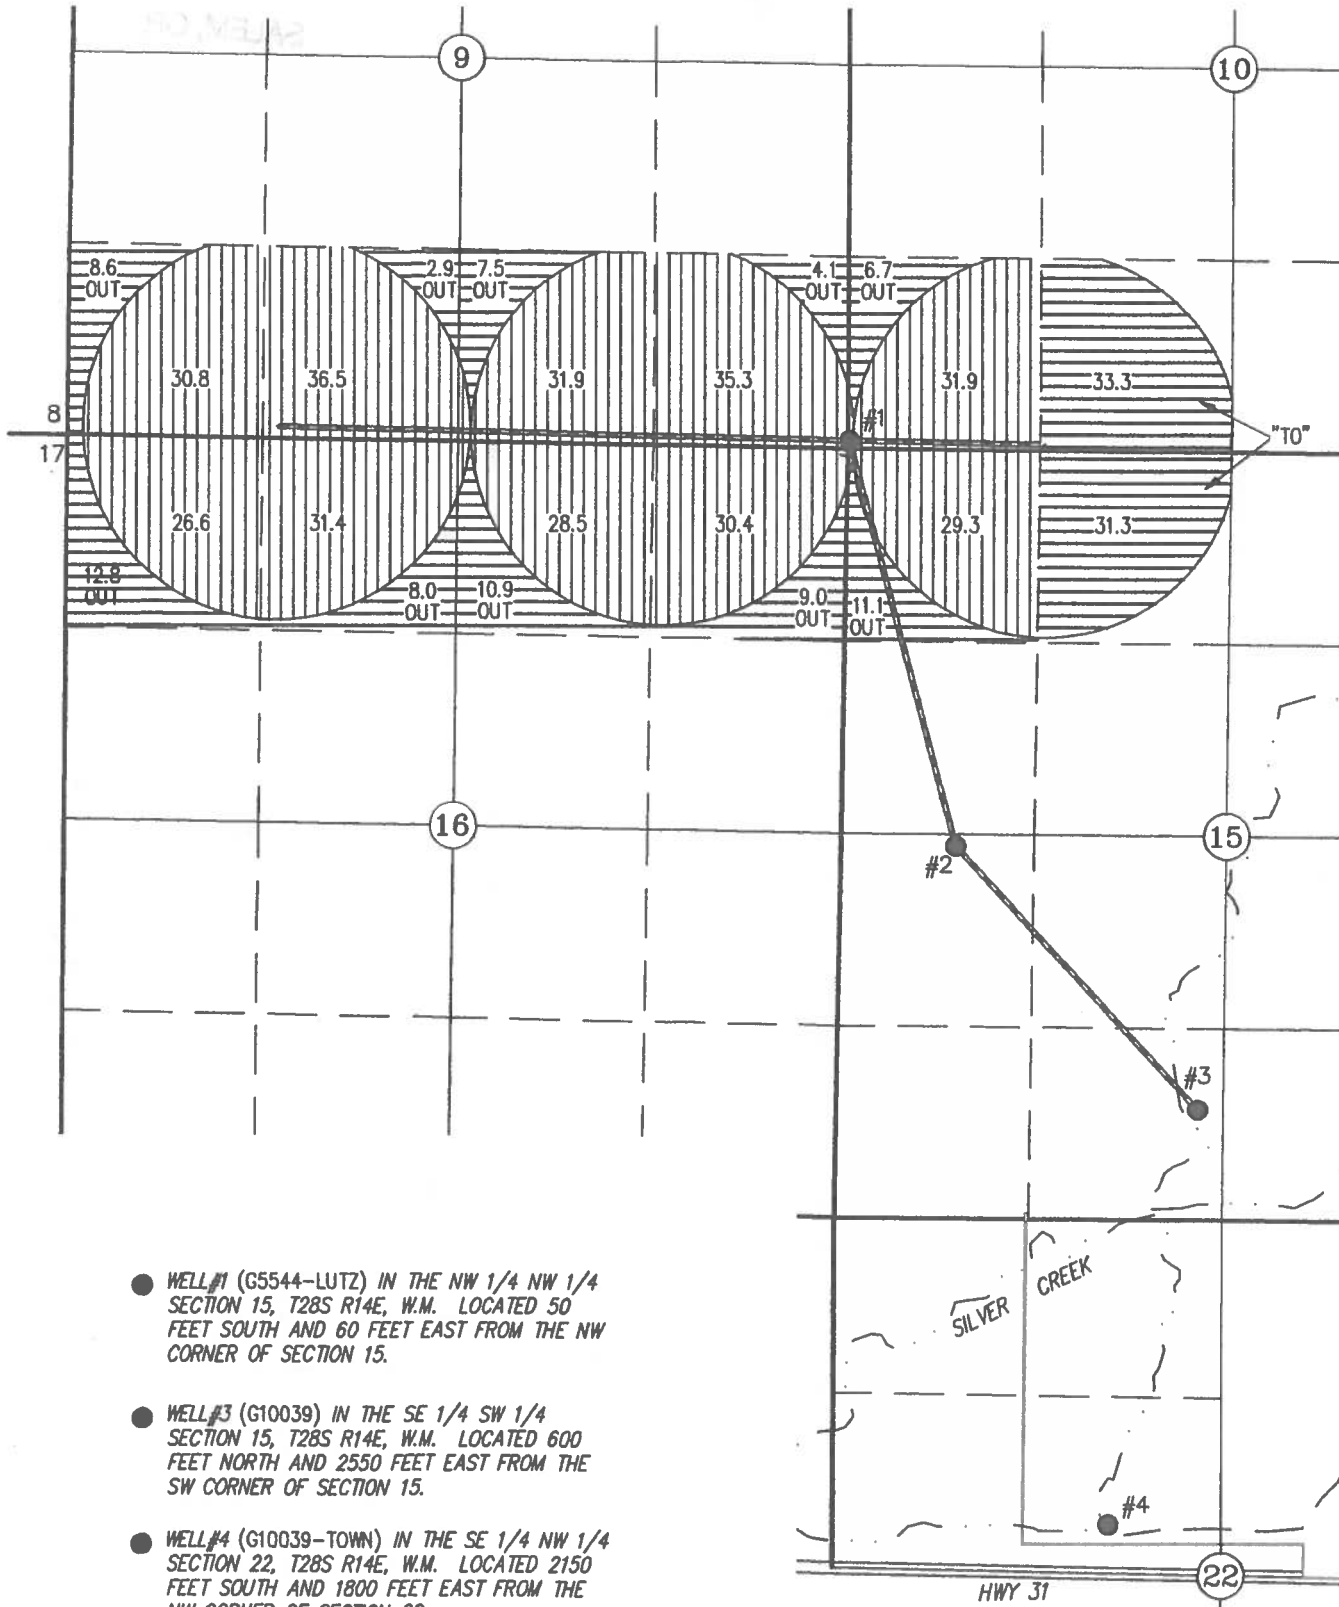 SALEM, OR
9
10
8.6
OUT
2.9
OUT
7.5
OUT
4.1
OUT
6.7
OUT
30.8
36.5
31.9
35.3
31.9
33.3
8
17
#1
"TO"
26.6
31.4
28.5
30.4
29.3
31.3
12.8
OUT
8.0
OUT
10.9
OUT
9.0
OUT
11.1
OUT
16
15
#2
#3
SILVER CREEK
WELL#1 (G5544-LUTZ) IN THE NW 1/4 NW 1/4
SECTION 15, T28S R14E, W.M. LOCATED 50
FEET SOUTH AND 60 FEET EAST FROM THE NW
CORNER OF SECTION 15.
WELL#3 (G10039) IN THE SE 1/4 SW 1/4
SECTION 15, T28S R14E, W.M. LOCATED 600
FEET NORTH AND 2550 FEET EAST FROM THE
SW CORNER OF SECTION 15.
#4
WELL#4 (G10039-TOWN) IN THE SE 1/4 NW 1/4
SECTION 22, T28S R14E, W.M. LOCATED 2150
FEET SOUTH AND 1800 FEET EAST FROM THE
NW CORNER OF SECTION 22.
22
HWY 31